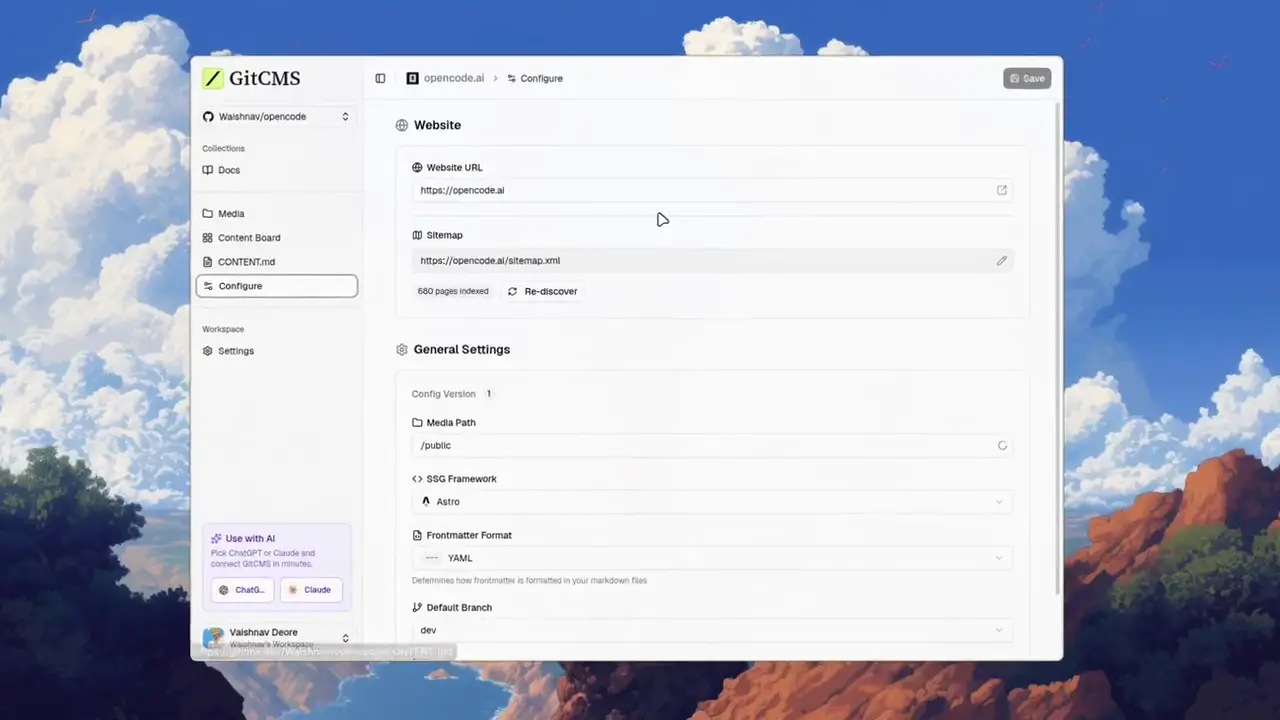 GitCMS
Waishnav/opencode
Collections
Docs
Media
Content Board
CONTENT.md
Configure
Workspace
Settings
Use with AI
Pick ChatGPT or Claude and
connect GitCMS in minutes.
ChatG...
Claude
Vaishnav Deore
Waishnav's Workspace
opencode.ai > Configure
Save
Website
Website URL
https://opencode.ai
Sitemap
https://opencode.ai/sitemap.xml
680 pages indexed
Re-discover
General Settings
Config Version 1
Media Path
/public
SSG Framework
Astro
Frontmatter Format
--- YAML
Determines how frontmatter is formatted in your markdown files
Default Branch
dev